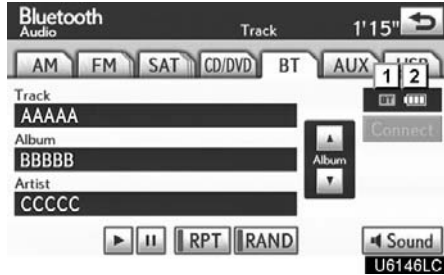 Bluetooth
Audio
Track
1'15"
AM
FM
SAT
CD/DVD
BT
AUX
USB
1
2
Track
AAAAA
BT
Connect
Album
BBBBB
Album
Artist
CCCCC
RPT
RAND
Sound
U6146LC